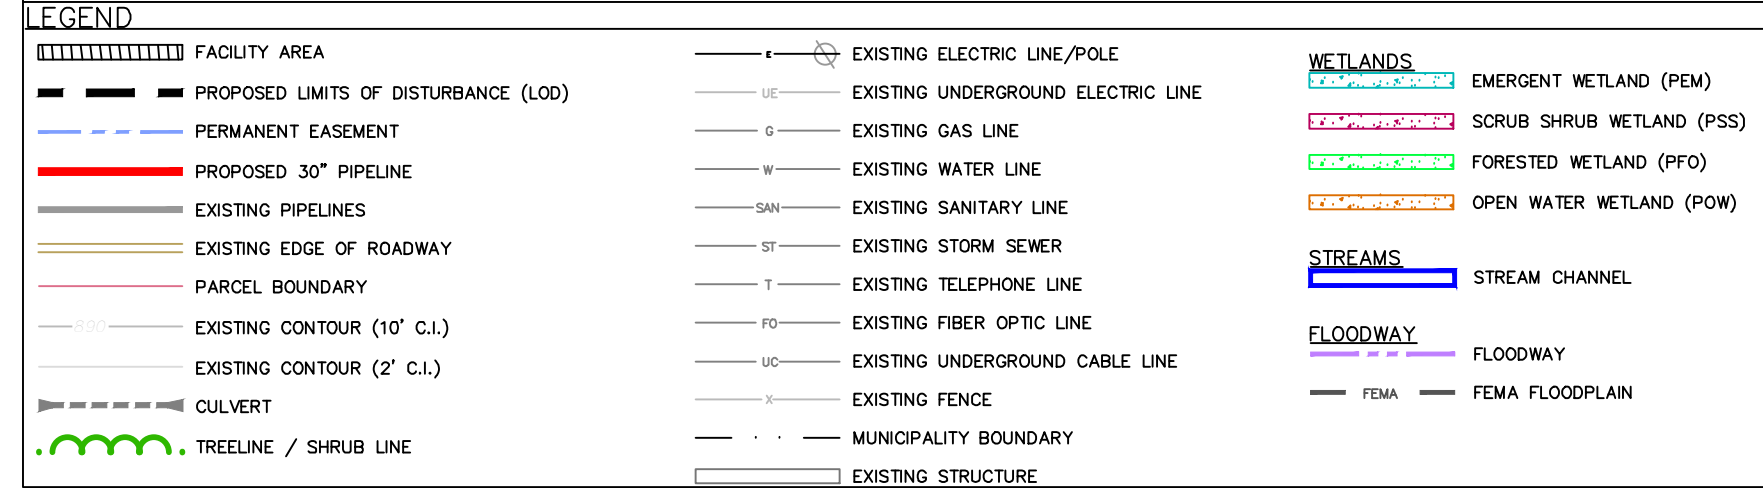 LEGEND
FACILITY AREA
PROPOSED LIMITS OF DISTURBANCE (LOD)
PERMANENT EASEMENT
PROPOSED 30" PIPELINE
EXISTING PIPELINES
EXISTING EDGE OF ROADWAY
PARCEL BOUNDARY
890 EXISTING CONTOUR (10' C.I.)
EXISTING CONTOUR (2' C.I.)
CULVERT
TREELINE / SHRUB LINE
E EXISTING ELECTRIC LINE/POLE
UE EXISTING UNDERGROUND ELECTRIC LINE
G EXISTING GAS LINE
W EXISTING WATER LINE
SAN EXISTING SANITARY LINE
ST EXISTING STORM SEWER
T EXISTING TELEPHONE LINE
FO EXISTING FIBER OPTIC LINE
UC EXISTING UNDERGROUND CABLE LINE
X EXISTING FENCE
MUNICIPALITY BOUNDARY
EXISTING STRUCTURE
WETLANDS
EMERGENT WETLAND (PEM)
SCRUB SHRUB WETLAND (PSS)
FORESTED WETLAND (PFO)
OPEN WATER WETLAND (POW)
STREAMS
STREAM CHANNEL
FLOODWAY
FLOODWAY
FEMA FEMA FLOODPLAIN